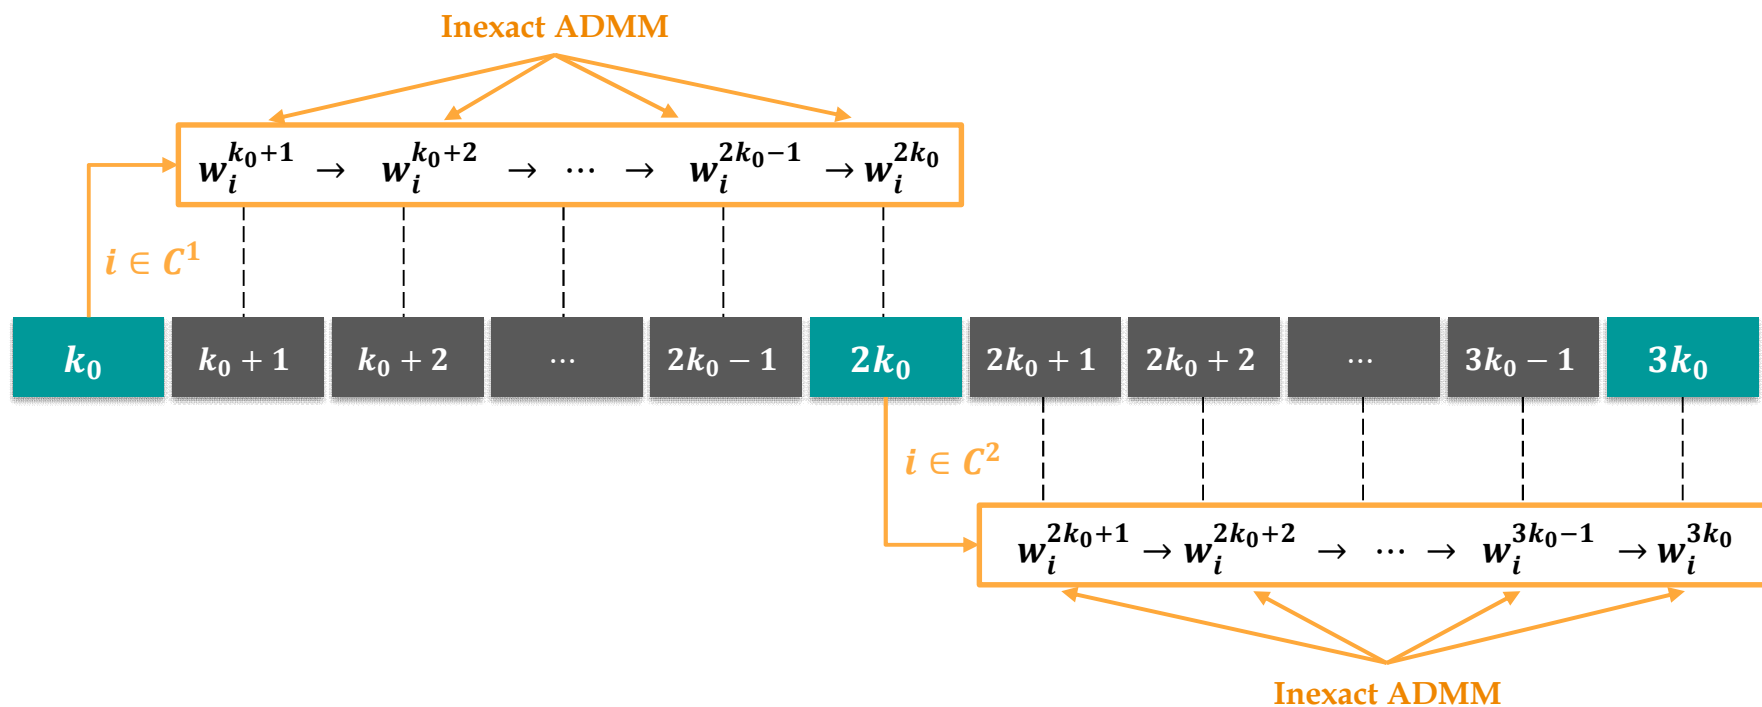 Inexact ADMM
w_i^{k_0+1} → w_i^{k_0+2} → ⋯ → w_i^{2k_0−1} → w_i^{2k_0}
i ∈ C^1
k_0 k_0 + 1 k_0 + 2 ⋯ 2k_0 − 1 2k_0 2k_0 + 1 2k_0 + 2 ⋯ 3k_0 − 1 3k_0
i ∈ C^2
w_i^{2k_0+1} → w_i^{2k_0+2} → ⋯ → w_i^{3k_0−1} → w_i^{3k_0}
Inexact ADMM